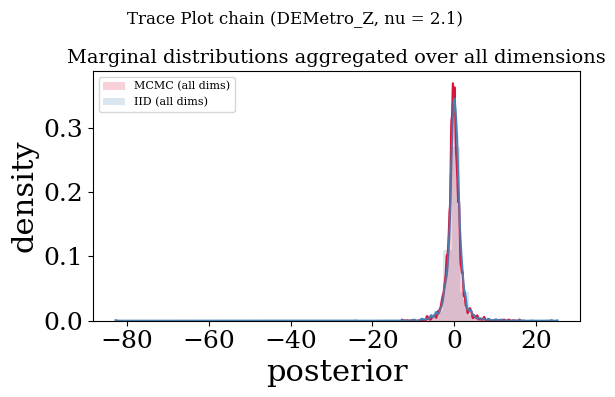 Trace Plot chain (DEMetro_Z, nu = 2.1)
Marginal distributions aggregated over all dimensions
MCMC (all dims)
IID (all dims)
density
0.3
0.2
0.1
0.0
−80 −60 −40 −20 0 20
posterior